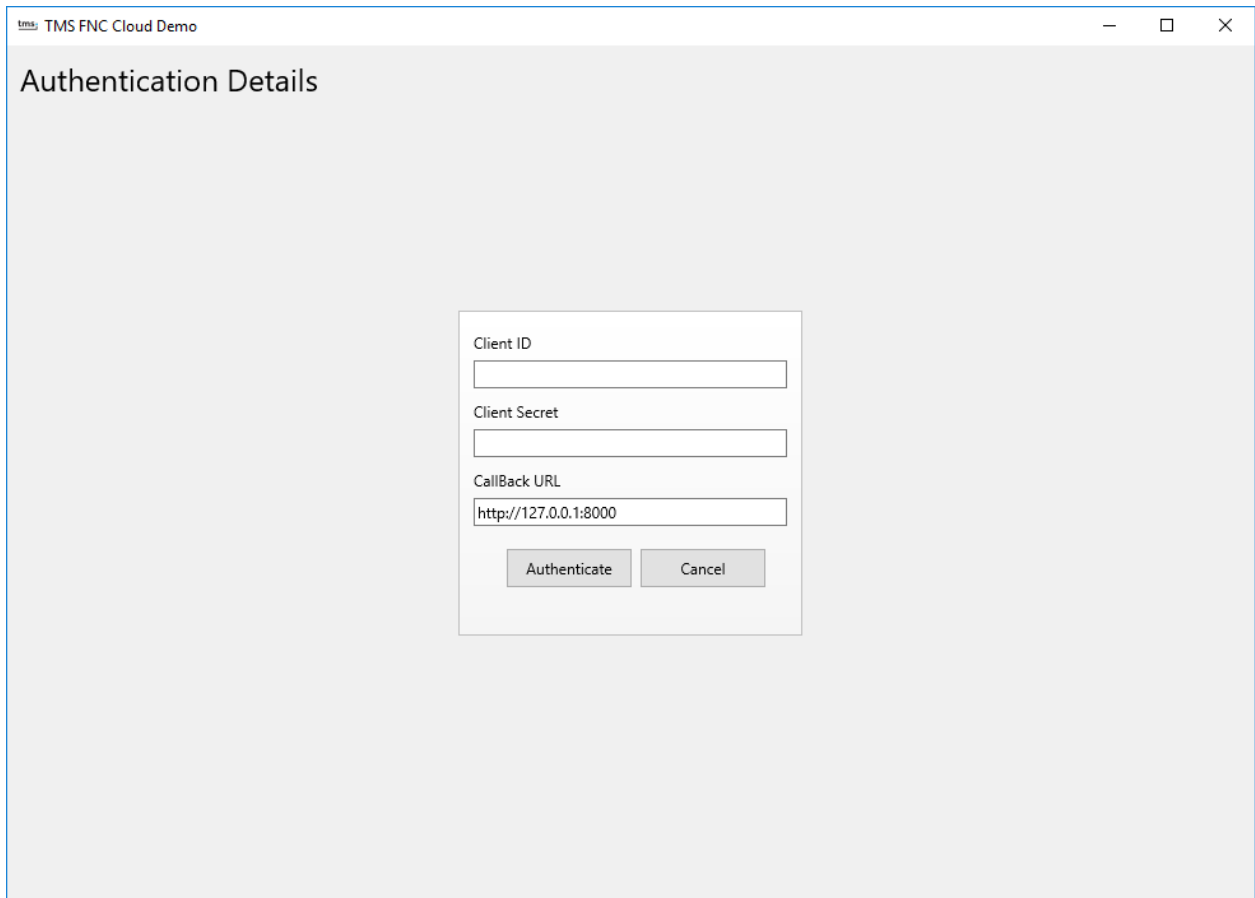 tms; TMS FNC Cloud Demo
Authentication Details
Client ID
Client Secret
CallBack URL
http://127.0.0.1:8000
Authenticate Cancel